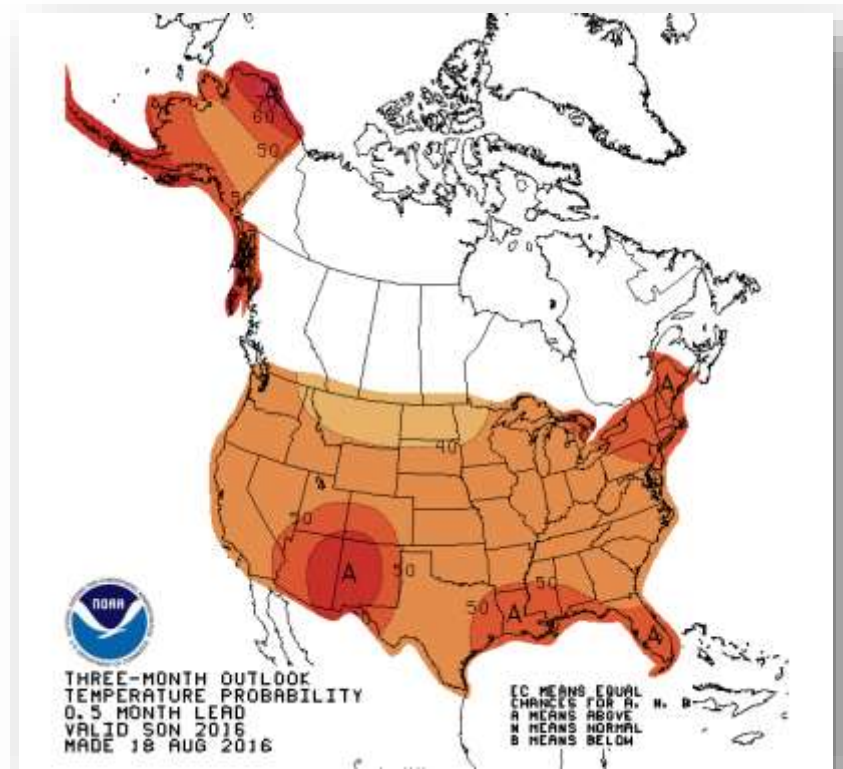 A
60
50
50
40
A
50
A
50
50
50
A
A
NOAA
THREE-MONTH OUTLOOK
TEMPERATURE PROBABILITY
0.5 MONTH LEAD
VALID SON 2016
MADE 18 AUG 2016
EC MEANS EQUAL
CHANCES FOR A, N, B
A MEANS ABOVE
N MEANS NORMAL
B MEANS BELOW